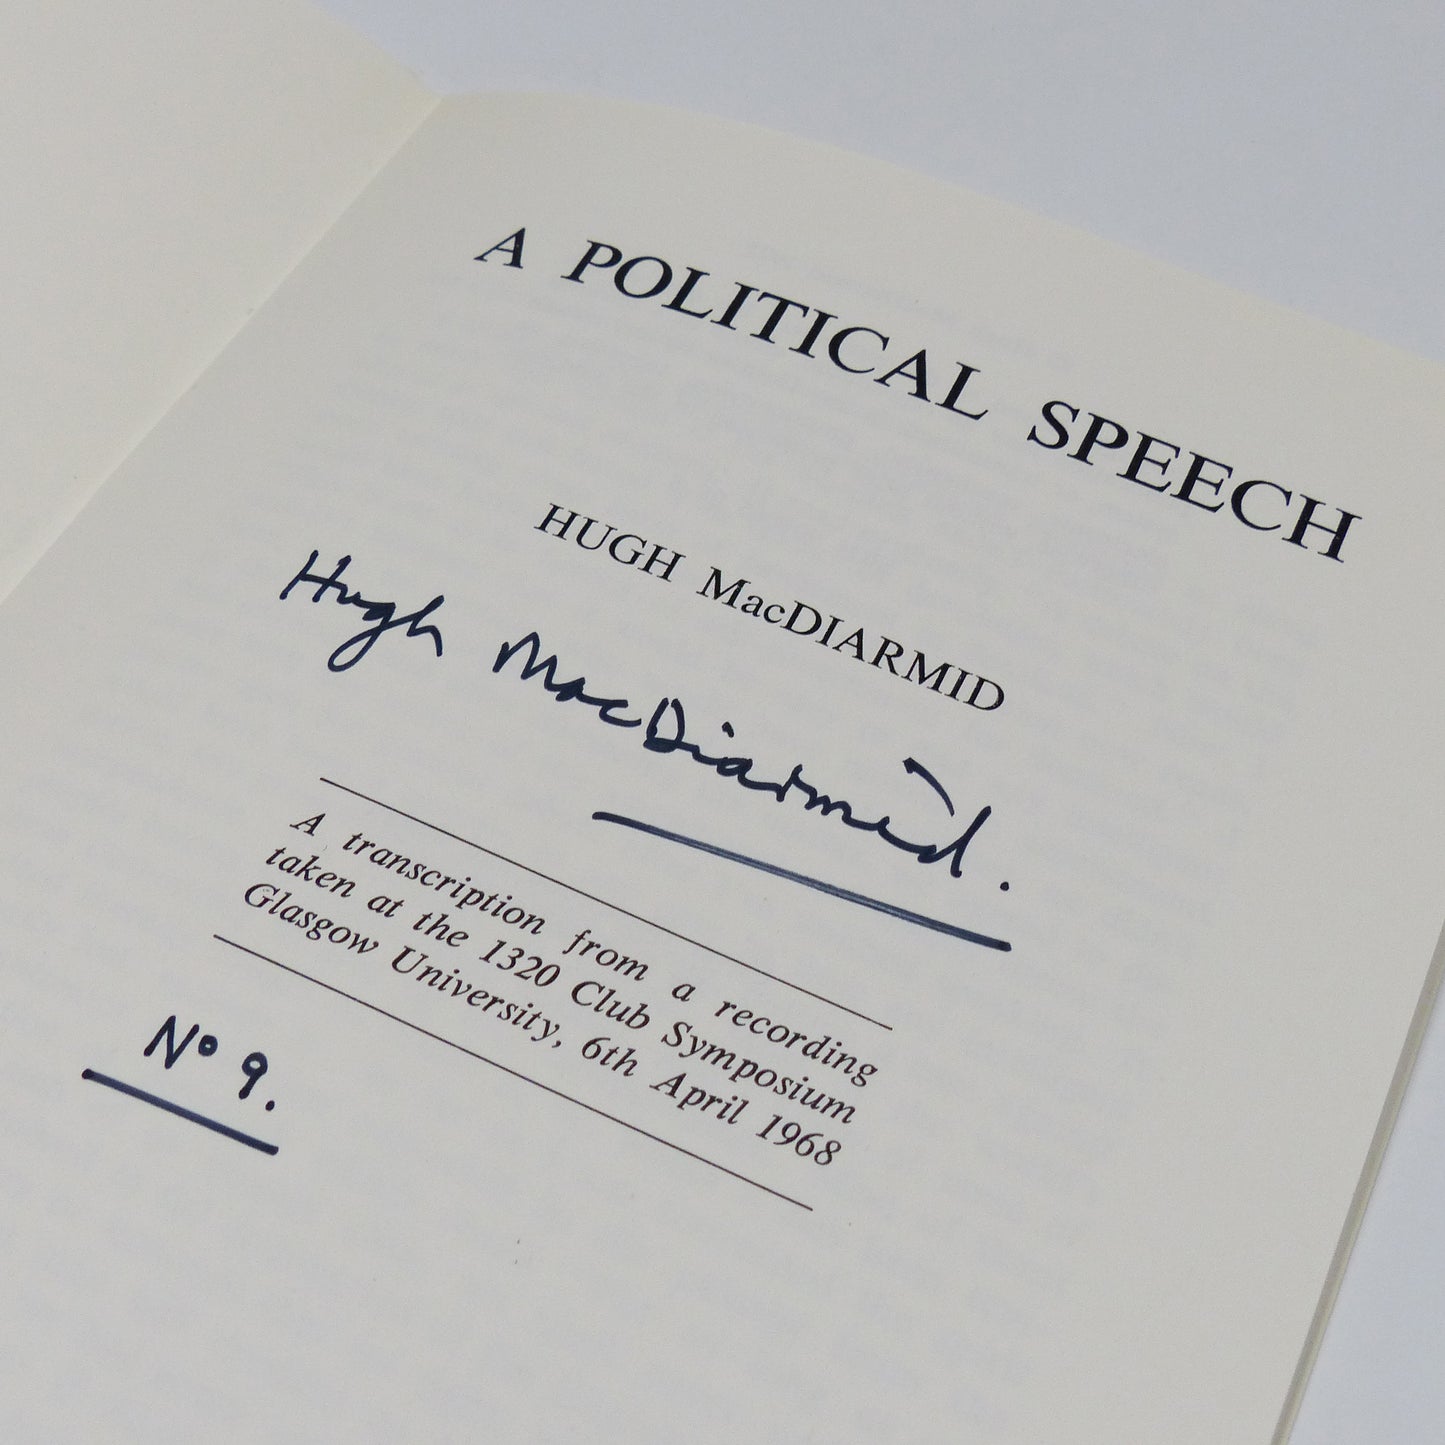 A POLITICAL SPEECH
HUGH MacDIARMID
Hugh MacDiarmid.
A transcription from a recording
taken at the 1320 Club Symposium
Glasgow University, 6th April 1968
Nº 9.